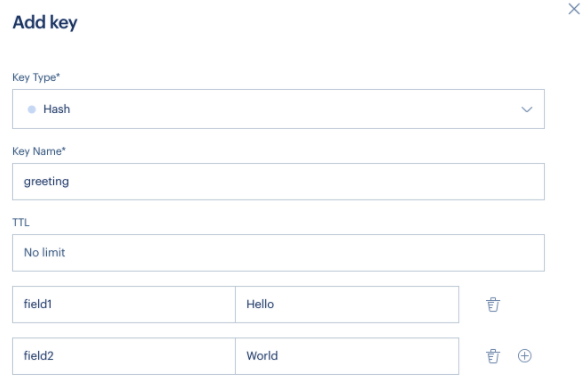 Add key
Key Type*
Hash
Key Name*
greeting
TTL
No limit
field1 Hello
field2 World